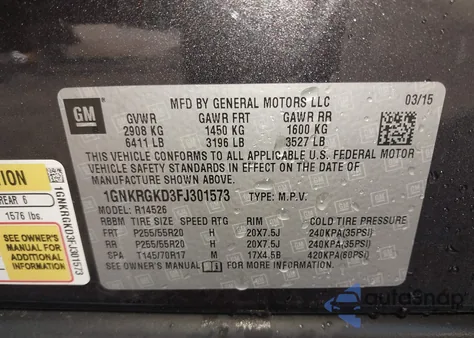 GM
MFD BY GENERAL MOTORS LLC
03/15
GVWR GAWR FRT GAWR RR
2908 KG 1450 KG 1600 KG
6411 LB 3196 LB 3527 LB
THIS VEHICLE CONFORMS TO ALL APPLICABLE U.S. FEDERAL MOTOR
VEHICLE SAFETY STANDARDS IN EFFECT ON THE DATE OF
MANUFACTURE SHOWN ABOVE.
1GNKRGKD3FJ301573 TYPE: M.P.V.
MODEL: R14526
TIRE SIZE SPEED RTG RIM COLD TIRE PRESSURE
FRT P255/55R20 H 20X7.5J 240KPA(35PSI)
RR P255/55R20 H 20X7.5J 240KPA(35PSI)
SPA T145/70R17 M 17X4.5B 420KPA(60PSI)
SEE OWNER'S MANUAL FOR MORE INFORMATION
TION
REAR 6
1576 lbs.
SEE OWNER'S
MANUAL FOR
ADDITIONAL
INFORMATION
1GNKRGKD3FJ301573
autoSnap